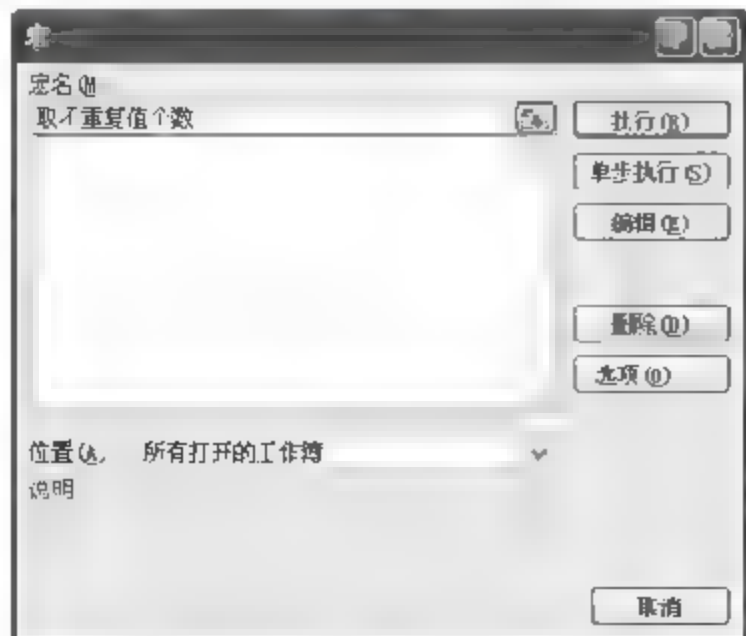 宏
宏名(M
取不重复值个数
执行(R)
单步执行(S)
编辑(E)
删除(D)
选项(O)
位置(A,
所有打开的工作簿
说明
取消